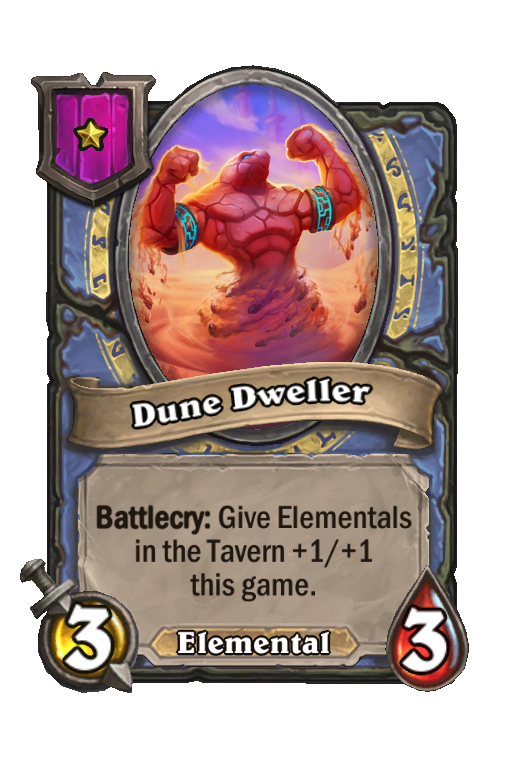 Dune Dweller
Battlecry: Give Elementals
in the Tavern +1/+1
this game.
3
Elemental
3